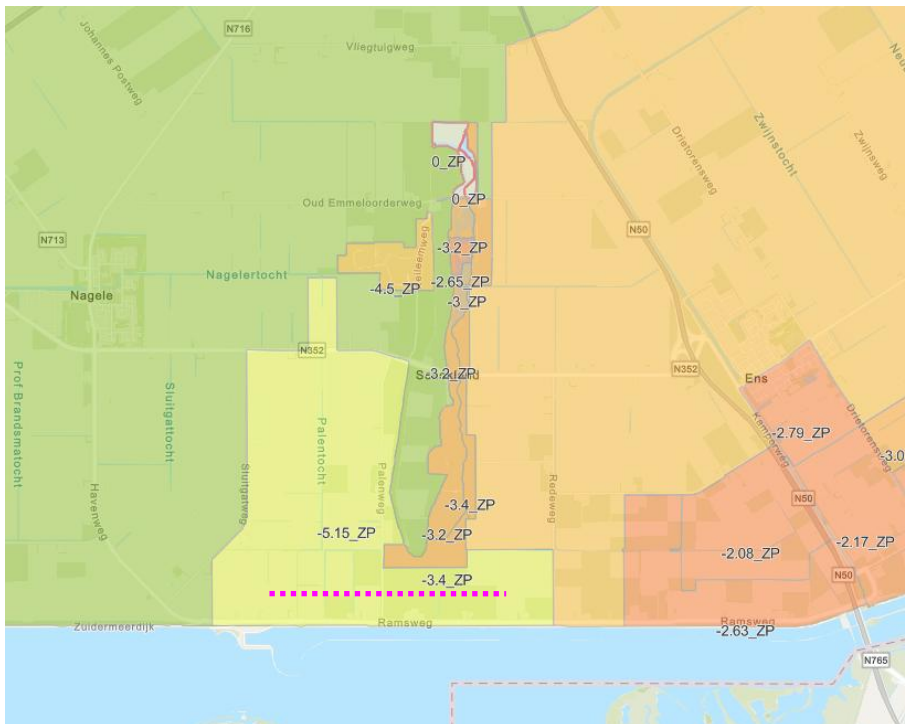 N716
Vliegtuigweg
Johannes Postweg
Zwijnstocht
Drietorensweg
Zwijnsweg
0_ZP
Oud Emmeloorderweg
0_ZP
N50
N713
-3.2_ZP
Nagelertocht
-4.5_ZP
-2.65_ZP
Nagele
-3_ZP
N352
N352
-3.2_ZP
Ens
Prof Brandsmatocht
Sluitgattocht
Palentocht
Kamperweg
Drietorensweg
-2.79_ZP
-3.0
Sluitgatweg
Palenweg
Redeweg
Havenweg
-3.4_ZP
N50
-5.15_ZP
-3.2_ZP
-2.17_ZP
-2.08_ZP
-3.4_ZP
N50
Zuidermeerdijk
Ramsweg
Ramsweg
-2.63_ZP
N765